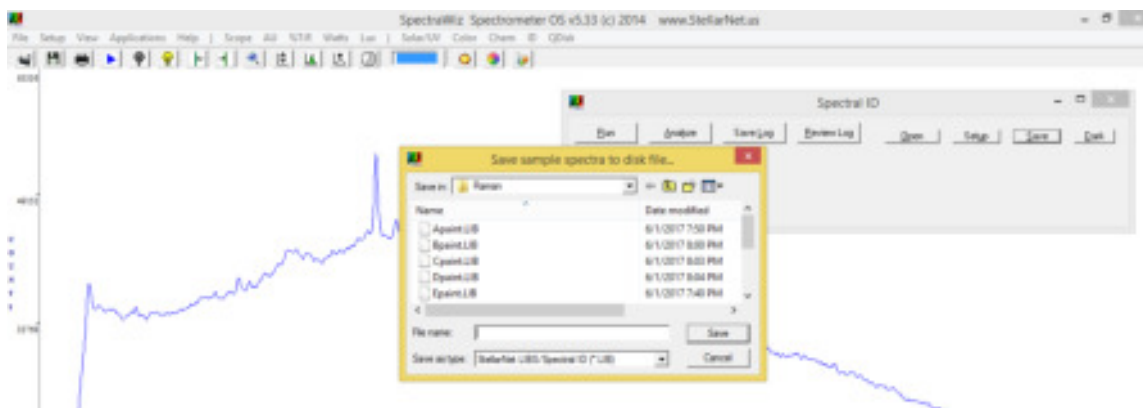 SpectraWiz Spectrometer OS v5.33 (c) 2014 www.StellarNet.us
File Setup View Applications Help | Scope AU %T/R Watts Lux | Solar/UV Color Chem ID QDisk
Spectral ID
Run Analyze Save Log Review Log Open Setup Save Dark
Save sample spectra to disk file...
Save in: Raman
Name Date modified
Apaint.LIB 6/1/2017 7:50 PM
Bpaint.LIB 6/1/2017 8:00 PM
Cpaint.LIB 6/1/2017 8:03 PM
Dpaint.LIB 6/1/2017 8:04 PM
Epaint.LIB 6/1/2017 7:40 PM
File name: Save
Save as type: StellarNet LIBS/Spectral ID (*.LIB) Cancel